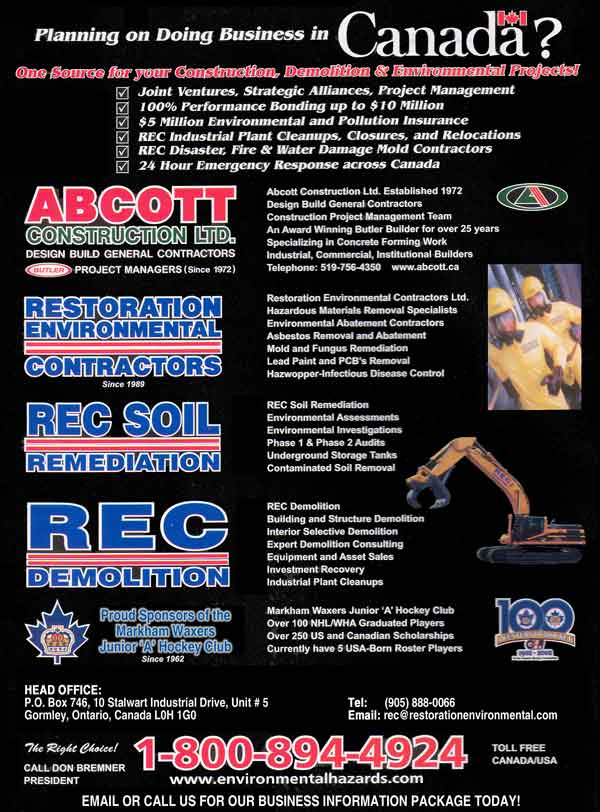 Planning on Doing Business in Canada?
One Source for your Construction, Demolition & Environmental Projects!
Joint Ventures, Strategic Alliances, Project Management
100% Performance Bonding up to $10 Million
$5 Million Environmental and Pollution Insurance
REC Industrial Plant Cleanups, Closures, and Relocations
REC Disaster, Fire & Water Damage Mold Contractors
24 Hour Emergency Response across Canada
ABCOTT
CONSTRUCTION LTD.
DESIGN BUILD GENERAL CONTRACTORS
BUTLER PROJECT MANAGERS (Since 1972)
Abcott Construction Ltd. Established 1972
Design Build General Contractors
Construction Project Management Team
An Award Winning Butler Builder for over 25 years
Specializing in Concrete Forming Work
Industrial, Commercial, Institutional Builders
Telephone: 519-756-4350 www.abcott.ca
RESTORATION
ENVIRONMENTAL
CONTRACTORS
Since 1989
Restoration Environmental Contractors Ltd.
Hazardous Materials Removal Specialists
Environmental Abatement Contractors
Asbestos Removal and Abatement
Mold and Fungus Remediation
Lead Paint and PCB's Removal
Hazwopper-Infectious Disease Control
REC SOIL
REMEDIATION
REC Soil Remediation
Environmental Assessments
Environmental Investigations
Phase 1 & Phase 2 Audits
Underground Storage Tanks
Contaminated Soil Removal
REC
DEMOLITION
REC Demolition
Building and Structure Demolition
Interior Selective Demolition
Expert Demolition Consulting
Equipment and Asset Sales
Investment Recovery
Industrial Plant Cleanups
REC
Proud Sponsors of the
Markham Waxers
Junior 'A' Hockey Club
Since 1962
Markham Waxers Junior 'A' Hockey Club
Over 100 NHL/WHA Graduated Players
Over 250 US and Canadian Scholarships
Currently have 5 USA-Born Roster Players
100
HEAD OFFICE:
P.O. Box 746, 10 Stalwart Industrial Drive, Unit # 5
Gormley, Ontario, Canada L0H 1G0
Tel: (905) 888-0066
Email: rec@restorationenvironmental.com
The Right Choice!
CALL DON BREMNER
PRESIDENT
1-800-894-4924
www.environmentalhazards.com
TOLL FREE
CANADA/USA
EMAIL OR CALL US FOR OUR BUSINESS INFORMATION PACKAGE TODAY!